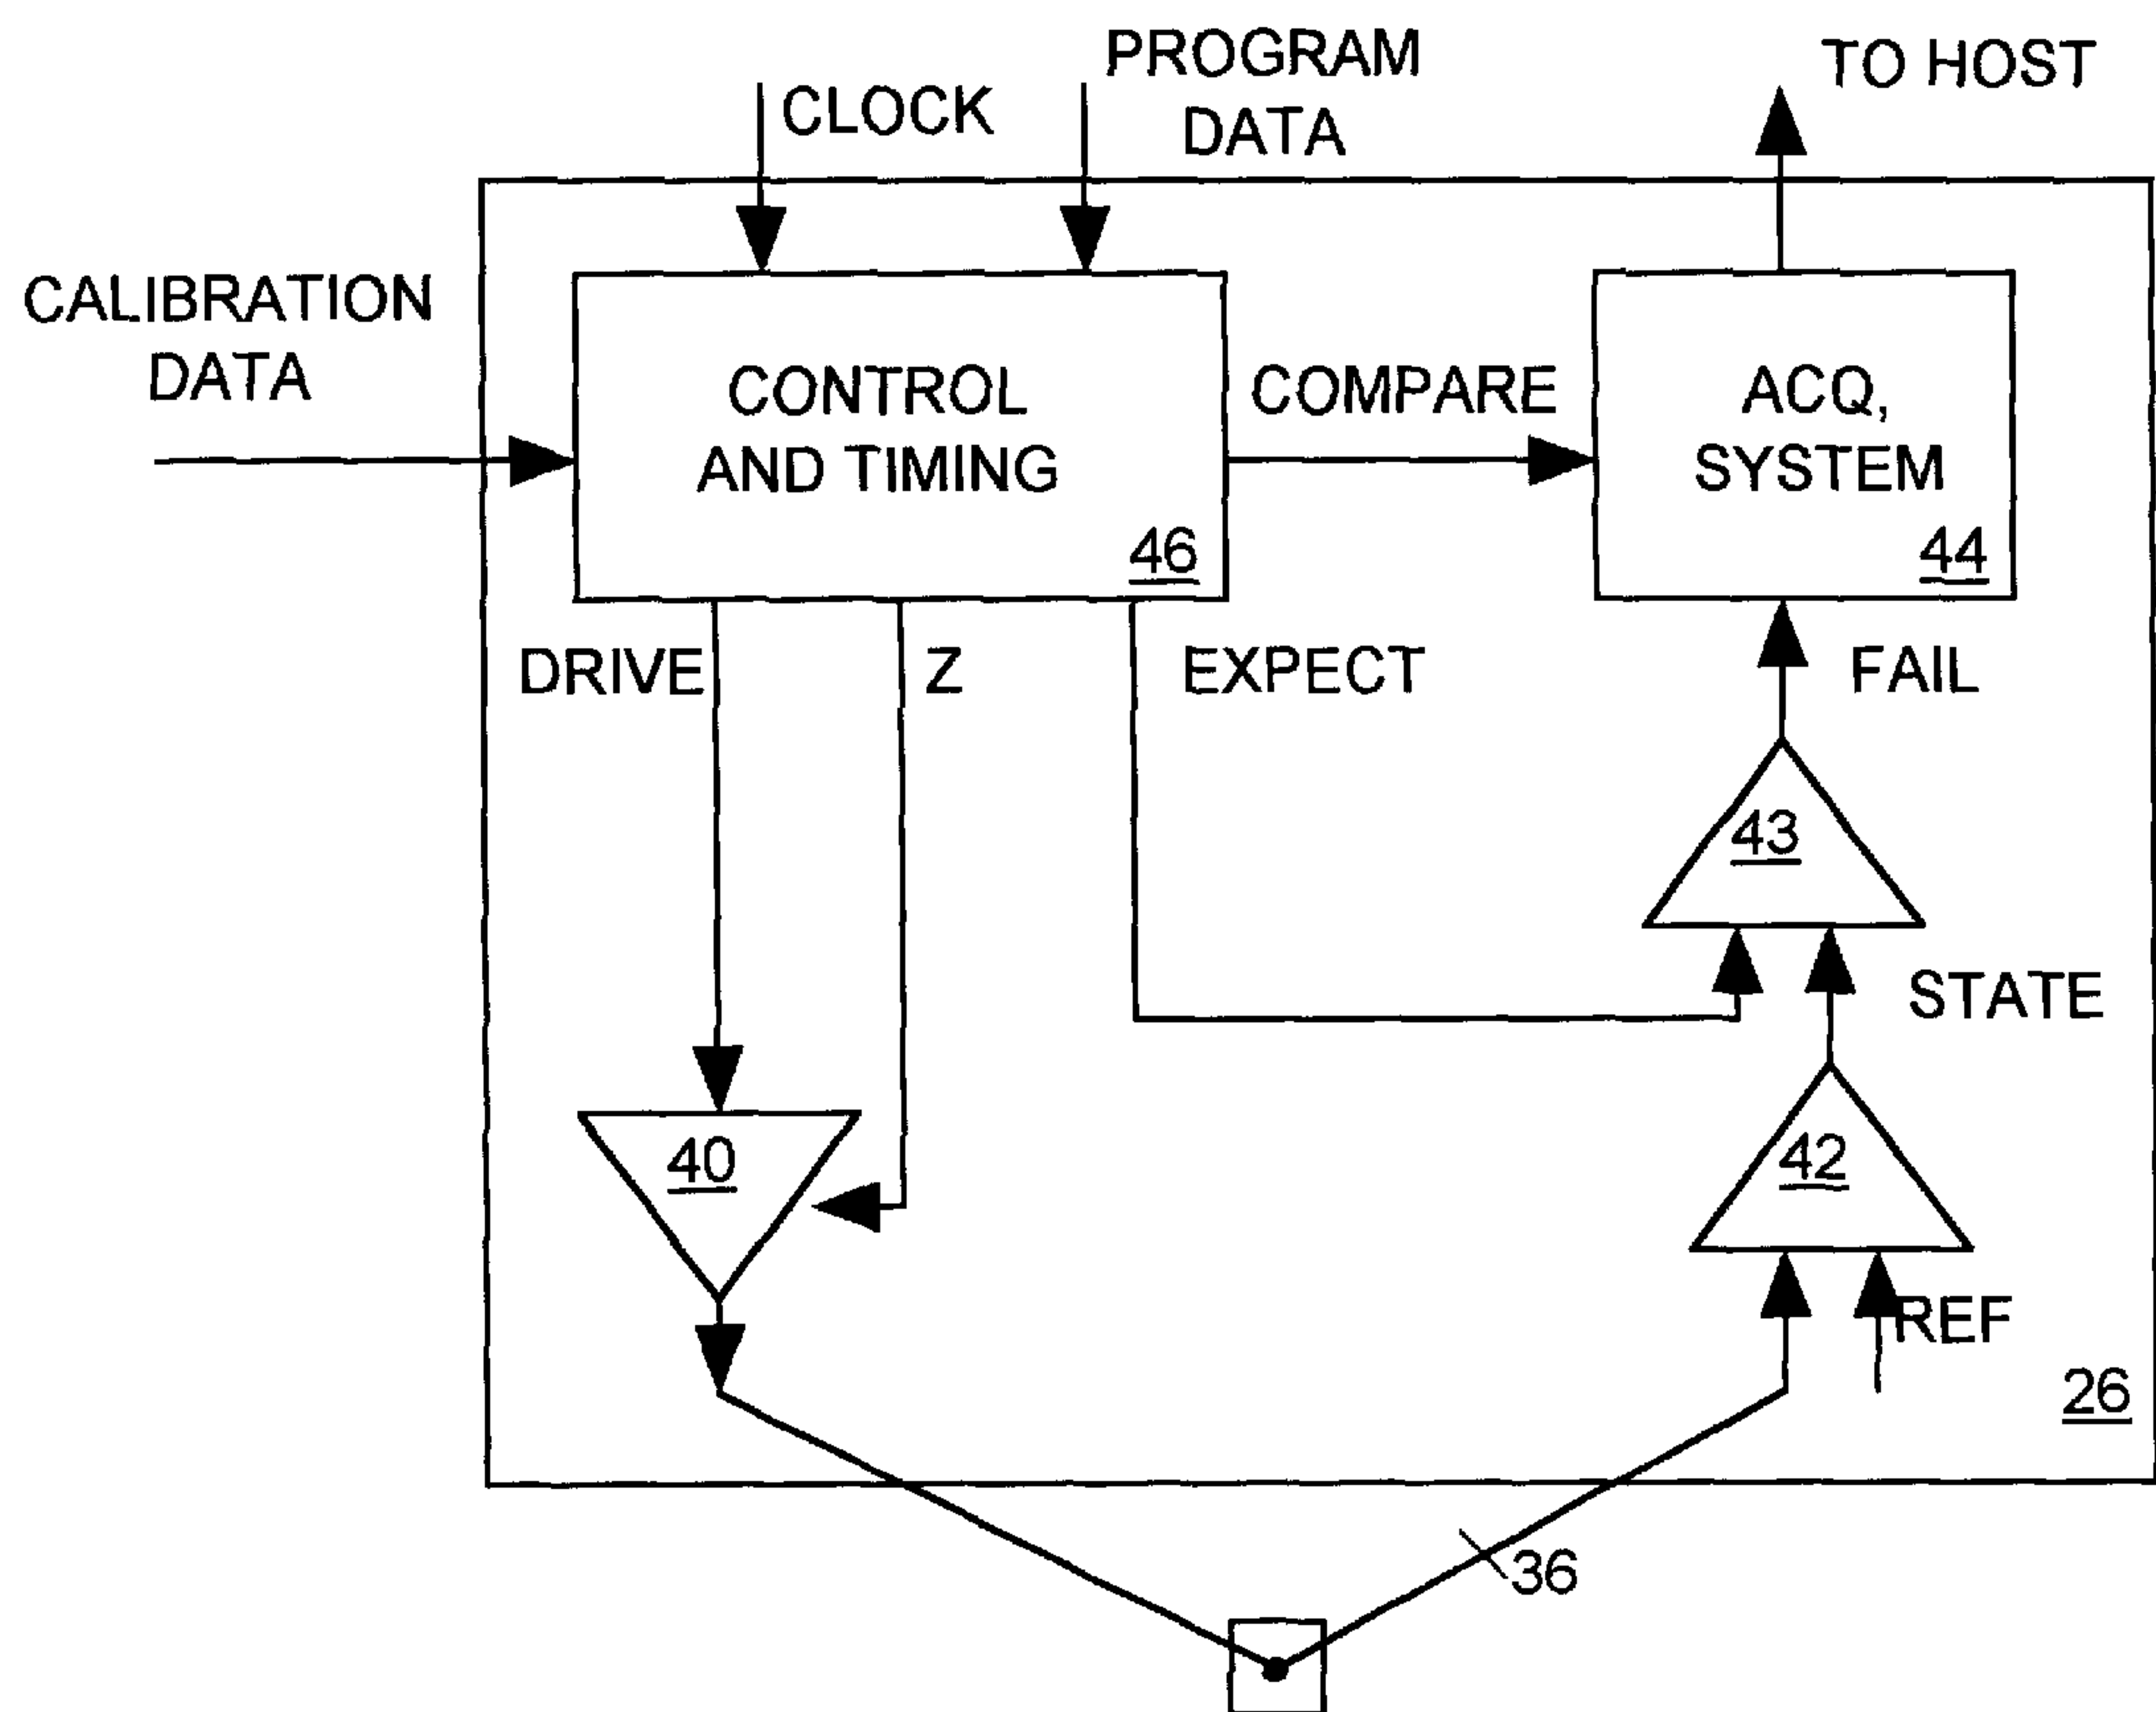 PROGRAM
DATA
CLOCK
TO HOST
CALIBRATION
DATA
CONTROL
AND TIMING
46
COMPARE
ACQ,
SYSTEM
44
DRIVE
Z
EXPECT
FAIL
43
STATE
40
42
REF
26
36